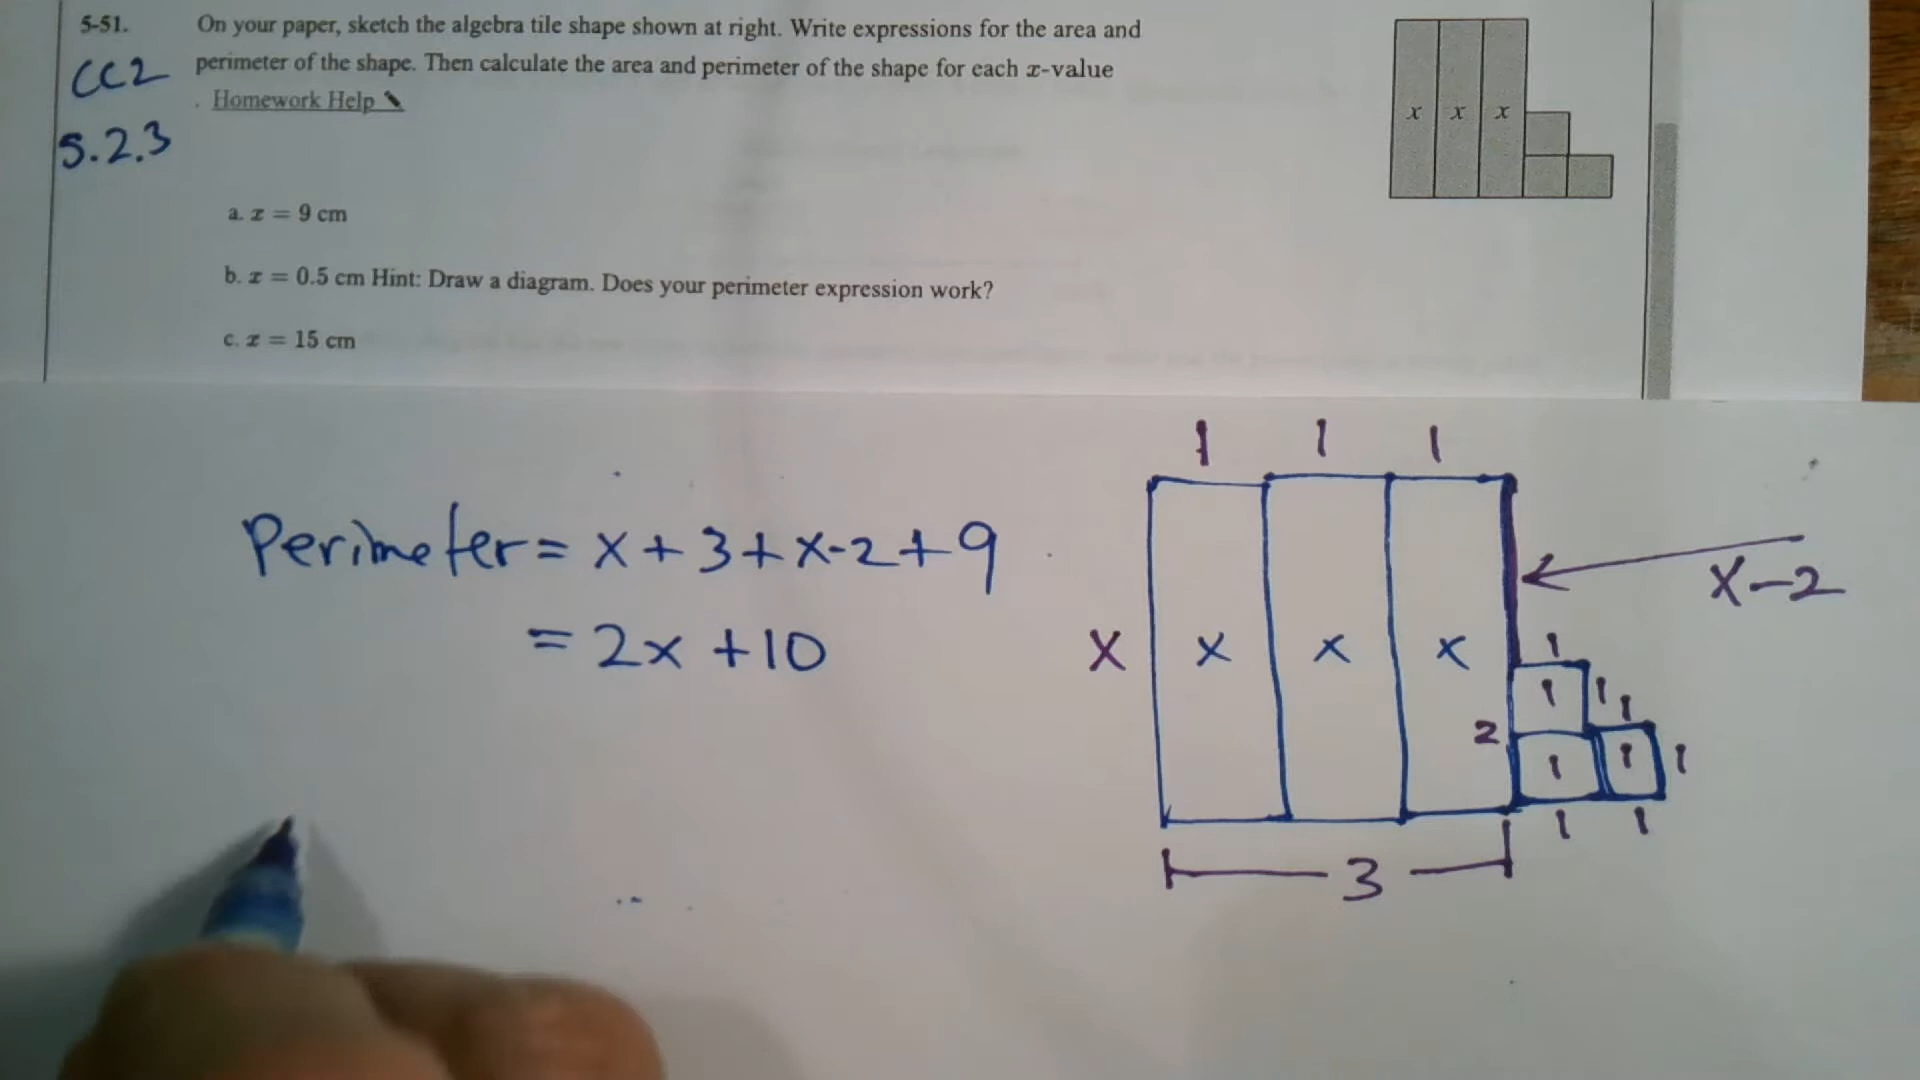 5-51. On your paper, sketch the algebra tile shape shown at right. Write expressions for the area and
perimeter of the shape. Then calculate the area and perimeter of the shape for each x-value
. Homework Help ✎
CC2
5.2.3
x x x
a. x = 9 cm
b. x = 0.5 cm Hint: Draw a diagram. Does your perimeter expression work?
c. x = 15 cm
1 1 1
Perimeter = x + 3 + x - 2 + 9
= 2x + 10
x - 2
x x x x
1
1 1 1
2
1 1 1
1 1
3